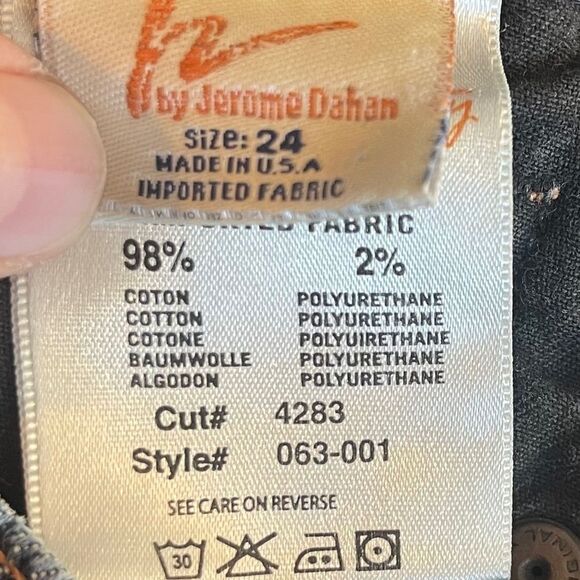 by Jerome Dahan
Size: 24
MADE IN U.S.A
IMPORTED FABRIC
FABRIC
98% 2%
COTON POLYURETHANE
COTTON POLYURETHANE
COTONE POLYUIRETHANE
BAUMWOLLE POLYURETHANE
ALGODON POLYURETHANE
Cut# 4283
Style# 063-001
SEE CARE ON REVERSE
30